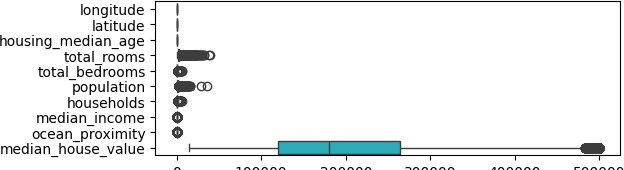 longitude
latitude
housing_median_age
total_rooms
total_bedrooms
population
households
median_income
ocean_proximity
median_house_value
0 100000 200000 300000 400000 500000